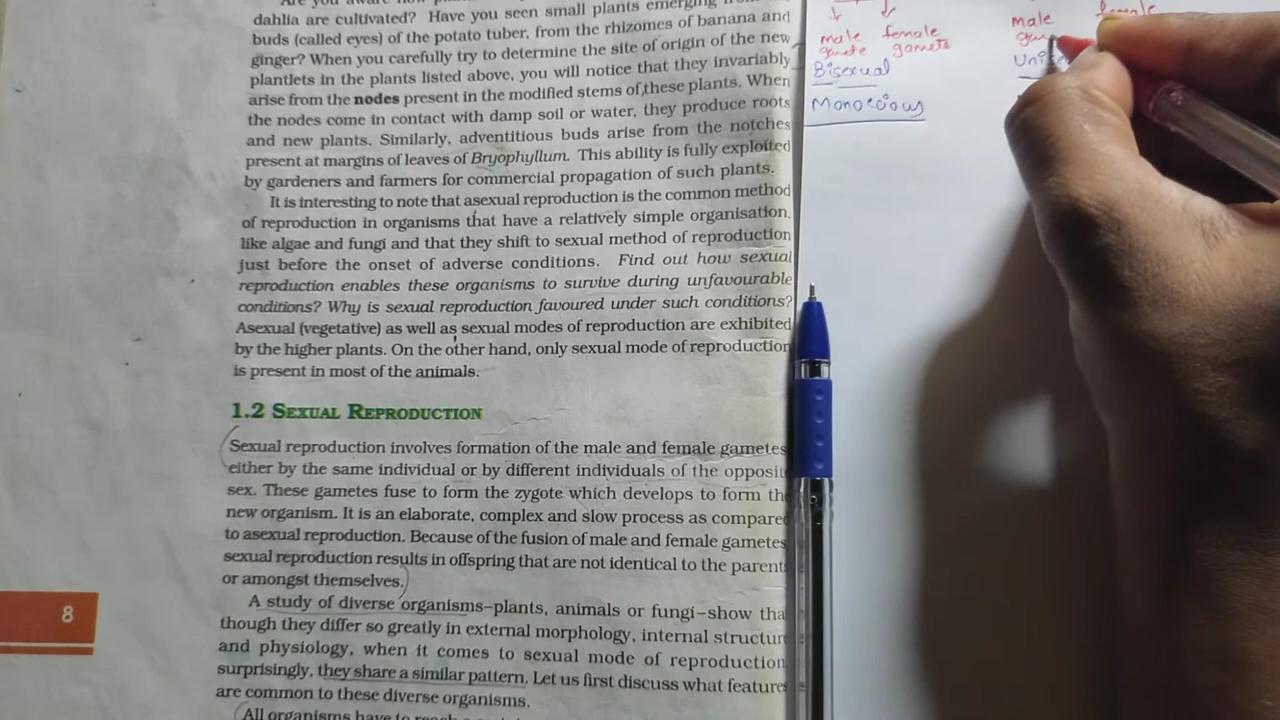 dahlia are cultivated? Have you seen small plants emerging from
buds (called eyes) of the potato tuber, from the rhizomes of banana and
ginger? When you carefully try to determine the site of origin of the new
plantlets in the plants listed above, you will notice that they invariably
arise from the nodes present in the modified stems of these plants. When
the nodes come in contact with damp soil or water, they produce roots
and new plants. Similarly, adventitious buds arise from the notches
present at margins of leaves of Bryophyllum. This ability is fully exploited
by gardeners and farmers for commercial propagation of such plants.
It is interesting to note that asexual reproduction is the common method
of reproduction in organisms that have a relatively simple organisation,
like algae and fungi and that they shift to sexual method of reproduction
just before the onset of adverse conditions. Find out how sexual
reproduction enables these organisms to survive during unfavourable
conditions? Why is sexual reproduction favoured under such conditions?
Asexual (vegetative) as well as sexual modes of reproduction are exhibited
by the higher plants. On the other hand, only sexual mode of reproduction
is present in most of the animals.
1.2 SEXUAL REPRODUCTION
Sexual reproduction involves formation of the male and female gametes
either by the same individual or by different individuals of the opposit
sex. These gametes fuse to form the zygote which develops to form th
new organism. It is an elaborate, complex and slow process as compare
to asexual reproduction. Because of the fusion of male and female gametes
sexual reproduction results in offspring that are not identical to the parent
or amongst themselves.
A study of diverse organisms–plants, animals or fungi–show tha
though they differ so greatly in external morphology, internal structur
and physiology, when it comes to sexual mode of reproduction
surprisingly, they share a similar pattern. Let us first discuss what feature
are common to these diverse organisms.
All organisms have to reach
8
male female
gamete gamete
Bisexual
Monoecious
male female